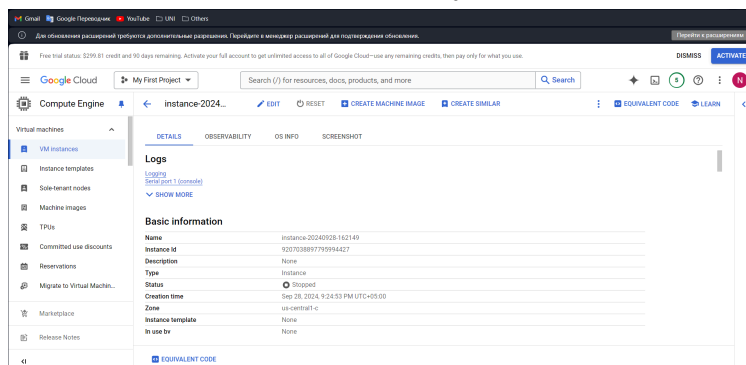 Gmail Google Переводчик YouTube UNI Others
Для обновления расширений требуются дополнительные разрешения. Перейдите в менеджер расширений для подтверждения обновления. Перейти к расширениям
Free trial status: $299.81 credit and 90 days remaining. Activate your full account to get unlimited access to all of Google Cloud—use any remaining credits, then pay only for what you use. DISMISS ACTIVATE
Google Cloud My First Project Search (/) for resources, docs, products, and more Search 5 N
Compute Engine instance-2024... EDIT RESET CREATE MACHINE IMAGE CREATE SIMILAR EQUIVALENT CODE LEARN
Virtual machines
VM instances
Instance templates
Sole-tenant nodes
Machine images
TPUs
Committed use discounts
Reservations
Migrate to Virtual Machin...
Marketplace
Release Notes
DETAILS OBSERVABILITY OS INFO SCREENSHOT
Logs
Logging
Serial port 1 (console)
SHOW MORE
Basic information
Name instance-20240928-162149
Instance Id 9207038897795994427
Description None
Type Instance
Status Stopped
Creation time Sep 28, 2024, 9:24:53 PM UTC+05:00
Zone us-central1-c
Instance template None
In use by None
EQUIVALENT CODE